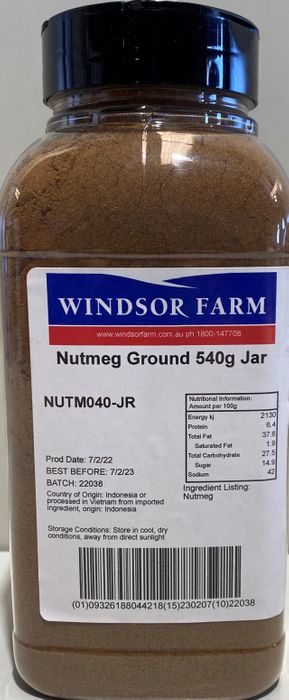 WINDSOR FARM
www.windsorfarm.com.au ph 1800-147708
Nutmeg Ground 540g Jar
NUTM040-JR
Nutritional Information:
Amount per 100g
Energy kj 2130
Protein 6.4
Total Fat 37.6
Saturated Fat 1.9
Total Carbohydrate 27.5
Sugar 14.9
Sodium 42
Ingredient Listing:
Nutmeg
Prod Date: 7/2/22
BEST BEFORE: 7/2/23
BATCH: 22038
Country of Origin: Indonesia or
processed in Vietnam from imported
ingredient, origin: Indonesia
Storage Conditions: Store in cool, dry
conditions, away from direct sunlight
(01)09326188044218(15)230207(10)22038